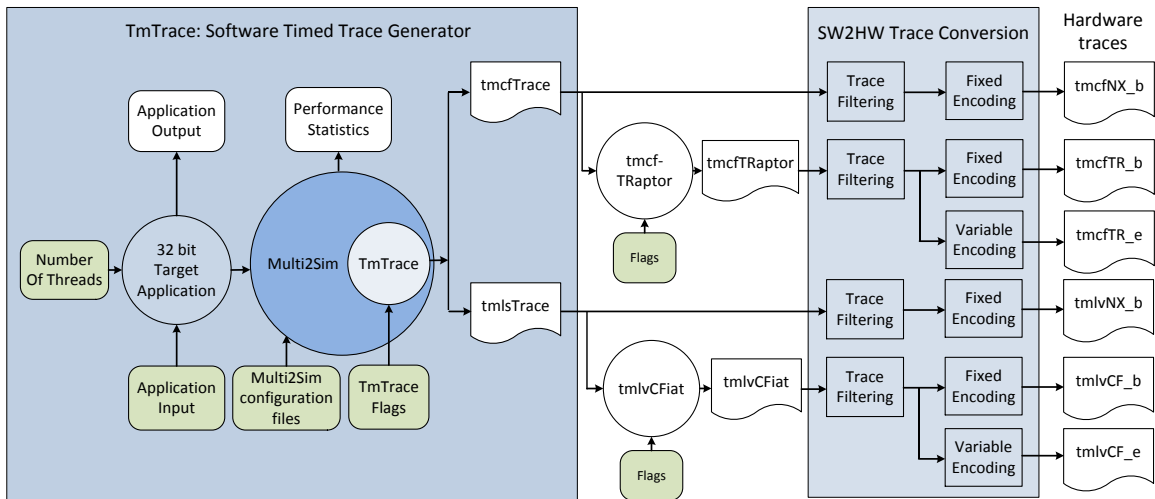 TmTrace: Software Timed Trace Generator
SW2HW Trace Conversion
Hardware
traces
Application
Output
Performance
Statistics
Number
Of Threads
32 bit
Target
Application
Multi2Sim
TmTrace
Application
Input
Multi2Sim
configuration
files
TmTrace
Flags
tmcfTrace
tmlsTrace
tmcf-
TRaptor
Flags
tmcfTRaptor
tmlvCFiat
Flags
tmlvCFiat
Trace
Filtering
Fixed
Encoding
tmcfNX_b
Trace
Filtering
Fixed
Encoding
tmcfTR_b
Variable
Encoding
tmcfTR_e
Trace
Filtering
Fixed
Encoding
tmlvNX_b
Trace
Filtering
Fixed
Encoding
tmlvCF_b
Variable
Encoding
tmlvCF_e